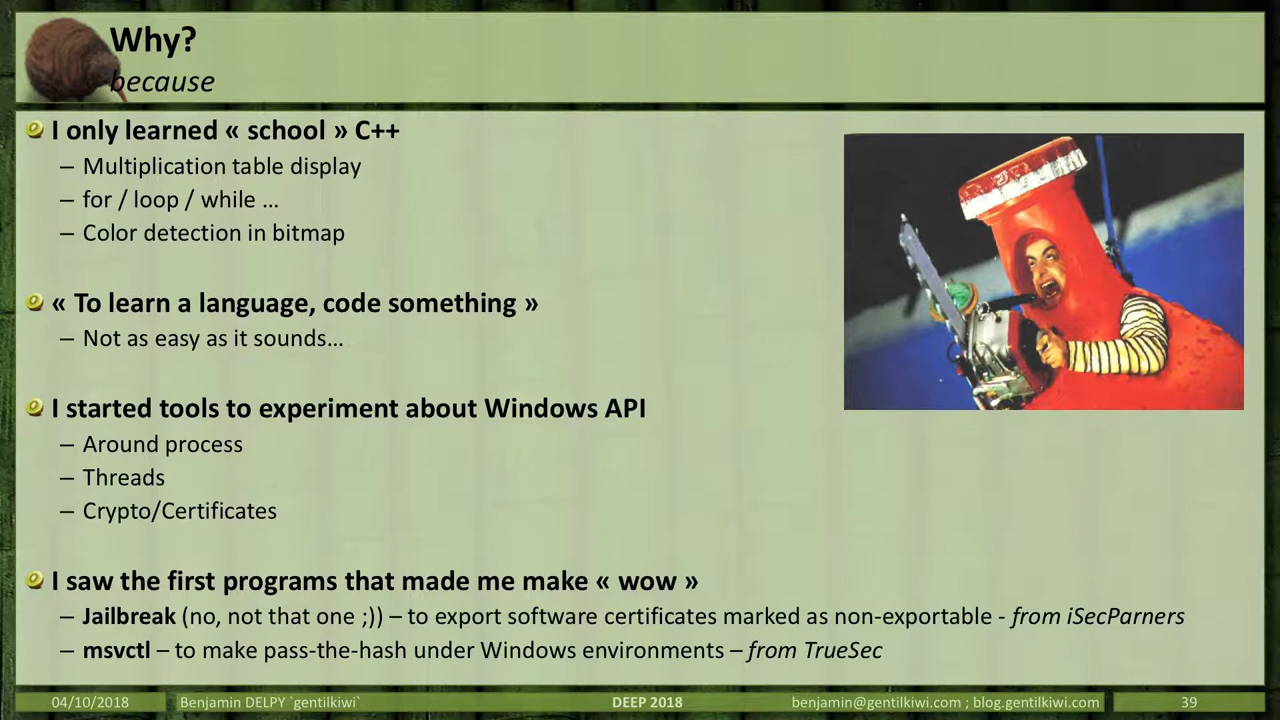 Why?
because
I only learned « school » C++
– Multiplication table display
– for / loop / while …
– Color detection in bitmap
« To learn a language, code something »
– Not as easy as it sounds…
I started tools to experiment about Windows API
– Around process
– Threads
– Crypto/Certificates
I saw the first programs that made me make « wow »
– Jailbreak (no, not that one ;)) – to export software certificates marked as non-exportable - from iSecParners
– msvctl – to make pass-the-hash under Windows environments – from TrueSec
04/10/2018 Benjamin DELPY `gentilkiwi` DEEP 2018 benjamin@gentilkiwi.com ; blog.gentilkiwi.com 39